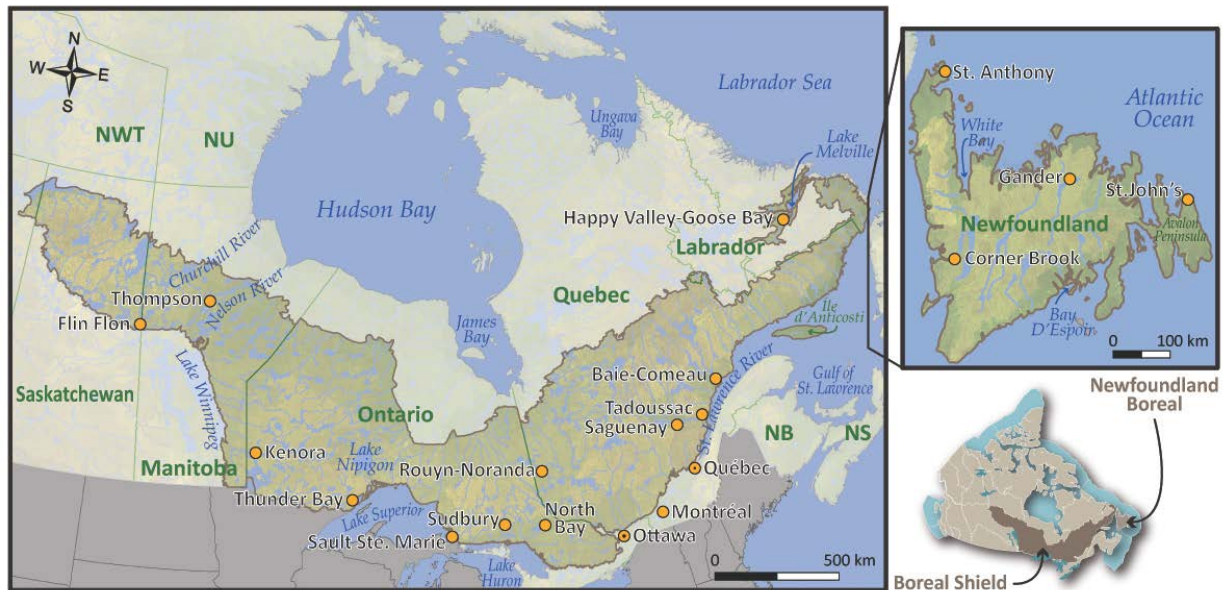 N
W
E
S
NWT
NU
Hudson Bay
Ungava
Bay
Labrador Sea
Lake
Melville
Happy Valley-Goose Bay
Labrador
Churchill River
Thompson
Nelson River
Flin Flon
Quebec
James
Bay
Ile
d'Anticosti
Lake Winnipeg
Saskatchewan
Baie-Comeau
St. Lawrence River
Gulf of
St. Lawrence
Ontario
Tadoussac
Saguenay
NB
NS
Kenora
Manitoba
Lake
Nipigon
Rouyn-Noranda
Québec
Thunder Bay
Lake Superior
Sudbury
North
Bay
Montréal
Sault Ste. Marie
Ottawa
Lake
Huron
0
500 km
St. Anthony
Atlantic
Ocean
White
Bay
Gander
St.John's
Newfoundland
Avalon
Peninsula
Corner Brook
Bay
D'Espoir
0
100 km
Newfoundland
Boreal
Boreal Shield